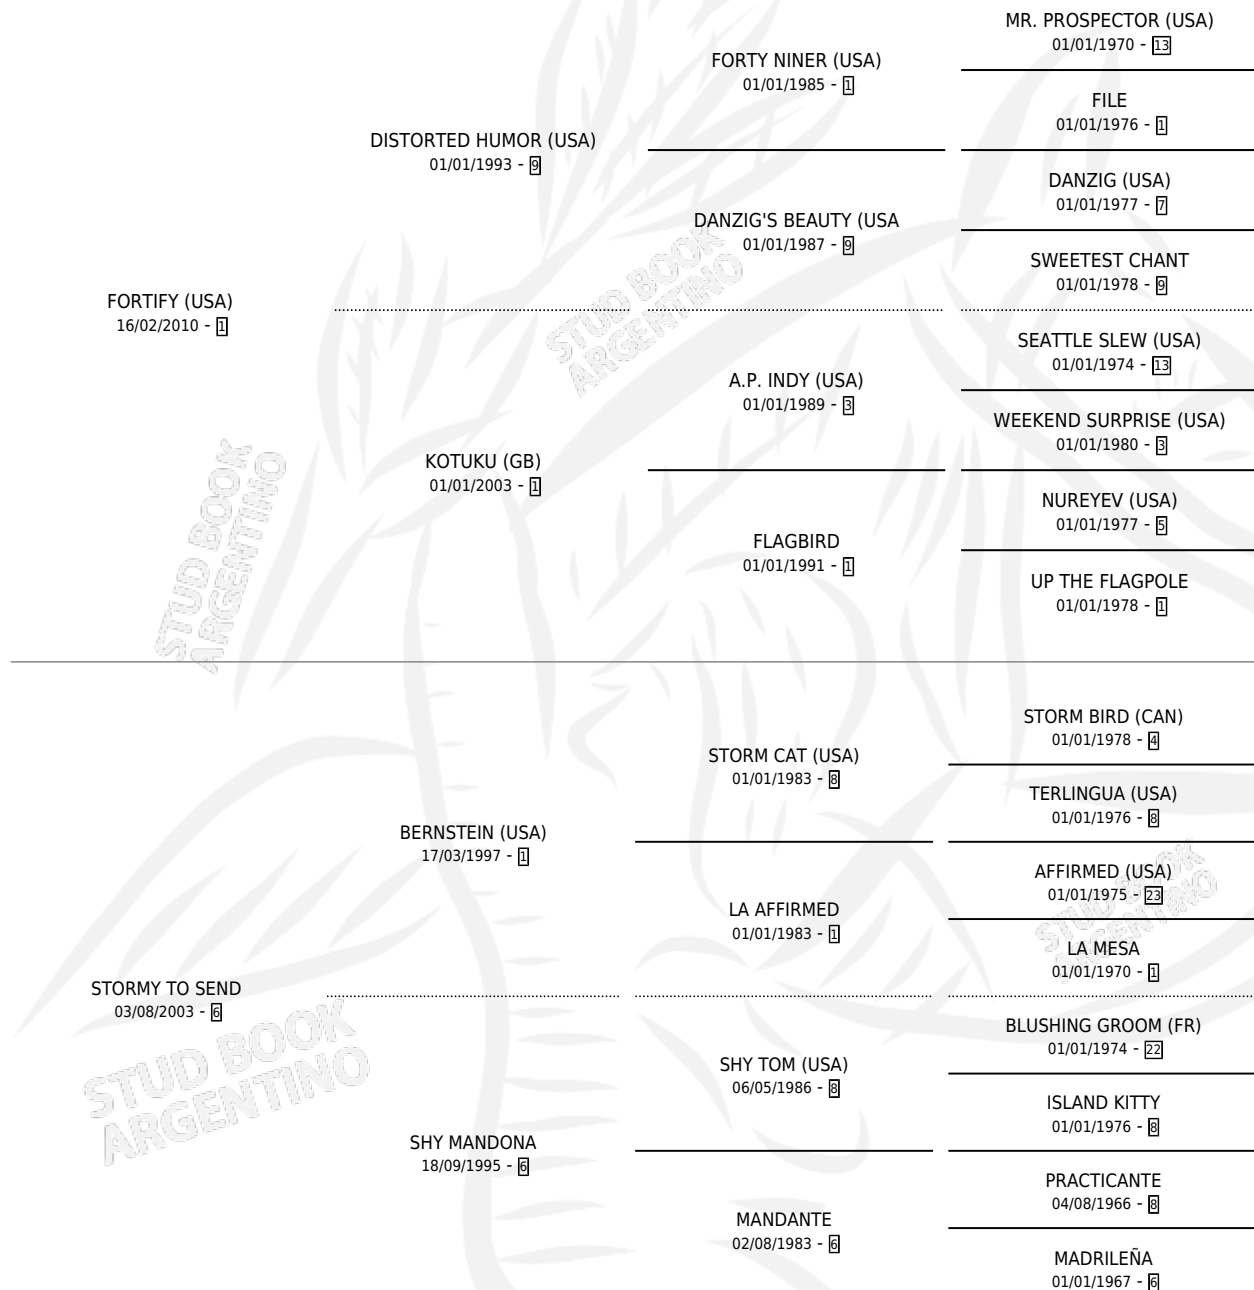 MR. PROSPECTOR (USA)
01/01/1970 - 13
FORTY NINER (USA)
01/01/1985 - 1
FILE
01/01/1976 - 1
DISTORTED HUMOR (USA)
01/01/1993 - 9
DANZIG (USA)
01/01/1977 - 7
DANZIG'S BEAUTY (USA
01/01/1987 - 9
SWEETEST CHANT
01/01/1978 - 9
STUD BOOK
ARGENTINO
FORTIFY (USA)
16/02/2010 - 1
SEATTLE SLEW (USA)
01/01/1974 - 13
A.P. INDY (USA)
01/01/1989 - 3
WEEKEND SURPRISE (USA)
01/01/1980 - 3
KOTUKU (GB)
01/01/2003 - 1
NUREYEV (USA)
01/01/1977 - 5
FLAGBIRD
01/01/1991 - 1
UP THE FLAGPOLE
01/01/1978 - 1
STUD BOOK
ARGENTINO
STORM BIRD (CAN)
01/01/1978 - 4
STORM CAT (USA)
01/01/1983 - 8
TERLINGUA (USA)
01/01/1976 - 8
BERNSTEIN (USA)
17/03/1997 - 1
AFFIRMED (USA)
01/01/1975 - 23
LA AFFIRMED
01/01/1983 - 1
LA MESA
01/01/1970 - 1
STUD BOOK
ARGENTINO
STORMY TO SEND
03/08/2003 - 6
BLUSHING GROOM (FR)
01/01/1974 - 22
SHY TOM (USA)
06/05/1986 - 8
ISLAND KITTY
01/01/1976 - 8
STUD BOOK
ARGENTINO
SHY MANDONA
18/09/1995 - 6
PRACTICANTE
04/08/1966 - 8
MANDANTE
02/08/1983 - 6
MADRILEÑA
01/01/1967 - 6